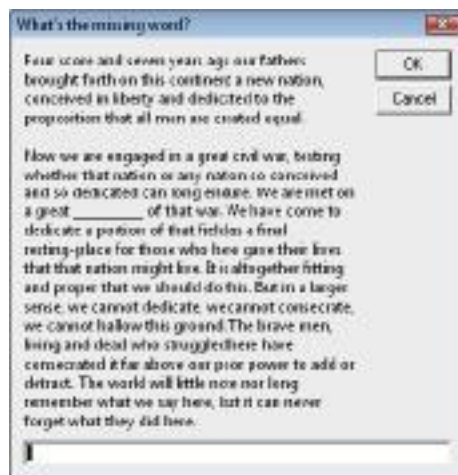 What's the missing word?
Four score and seven years ago our fathers
brought forth on this continent a new nation,
conceived in liberty and dedicated to the
proposition that all men are created equal.
OK
Cancel
Now we are engaged in a great civil war, testing
whether that nation or any nation so conceived
and so dedicated can long endure. We are met on
a great _________ of that war. We have come to
dedicate a portion of that field as a final
resting-place for those who here gave their lives
that that nation might live. It is altogether fitting
and proper that we should do this. But in a larger
sense, we cannot dedicate, we cannot consecrate,
we cannot hallow this ground. The brave men,
living and dead who struggled here have
consecrated it far above our poor power to add or
detract. The world will little note nor long
remember what we say here, but it can never
forget what they did here.